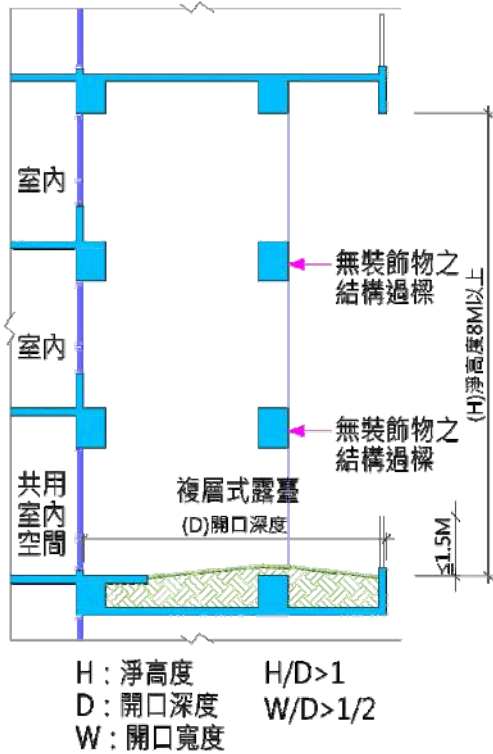 室內
無裝飾物之
結構過樑
(H)淨高度8M以上
室內
無裝飾物之
結構過樑
共用
室內
空間
複層式露臺
(D)開口深度
≤1.5M
H：淨高度 H/D>1
D：開口深度 W/D>1/2
W：開口寬度